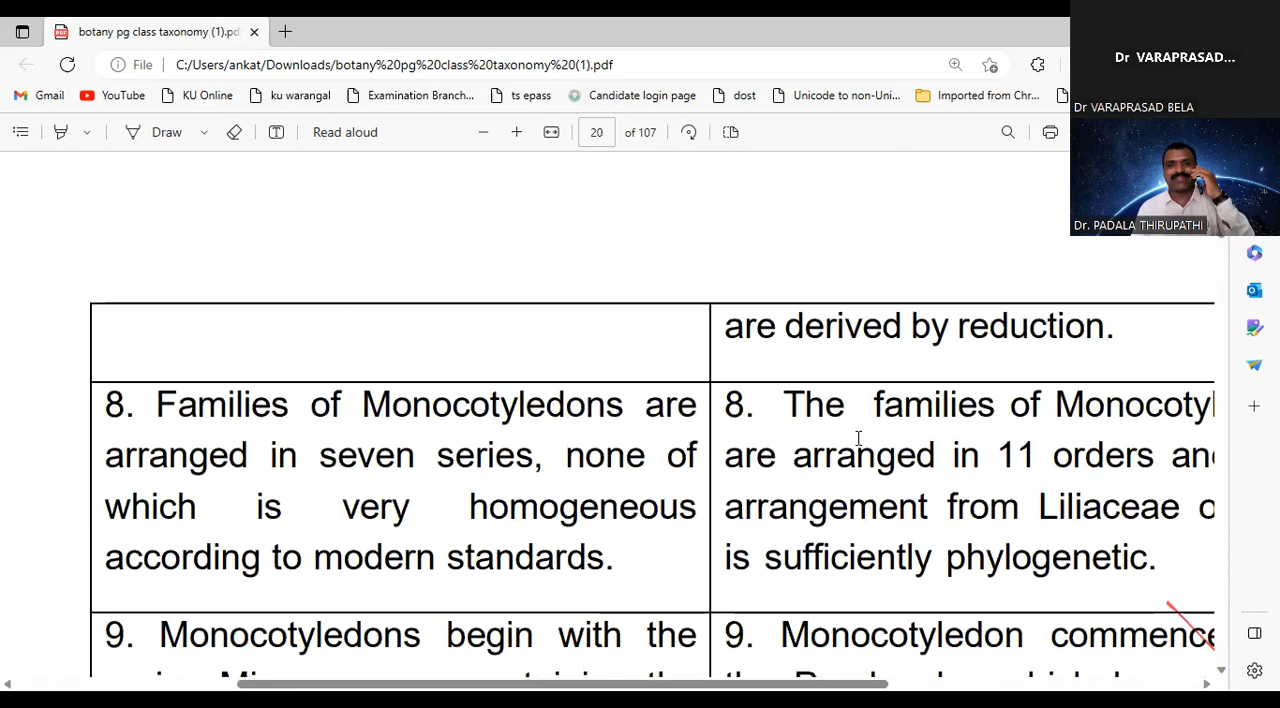 botany pg class taxonomy (1).pd
File
C:/Users/ankat/Downloads/botany%20pg%20class%20taxonomy%20(1).pdf
Gmail
YouTube
KU Online
ku warangal
Examination Branch...
ts epass
Candidate login page
dost
Unicode to non-Uni...
Imported from Chr...
Draw
Read aloud
20
of 107
Dr VARAPRASAD...
Dr VARAPRASAD BELA
Dr. PADALA THIRUPATHI
are derived by reduction.
8. Families of Monocotyledons are
arranged in seven series, none of
which is very homogeneous
according to modern standards.
8. The families of Monocotyl
are arranged in 11 orders and
arrangement from Liliaceae o
is sufficiently phylogenetic.
9. Monocotyledons begin with the
9. Monocotyledon commence